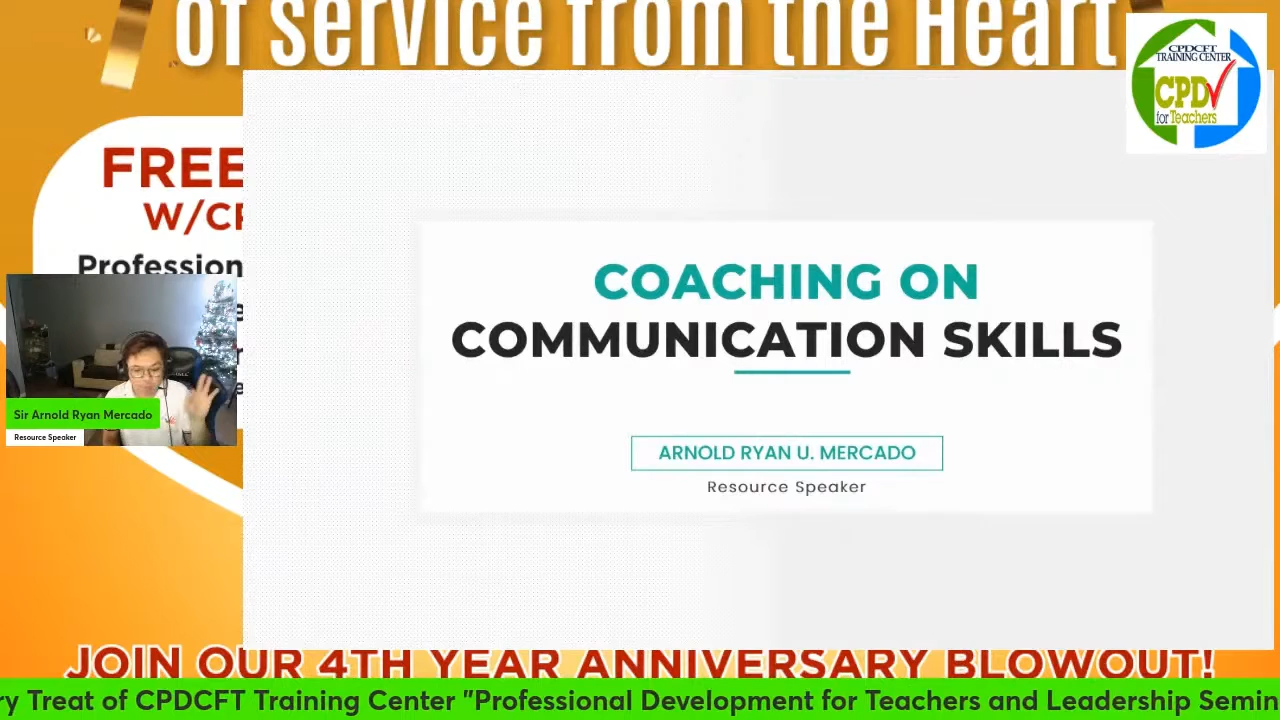 of service from the Heart
CPDCFT
TRAINING CENTER
CPD
for Teachers
FREE
W/CP
Profession
COACHING ON
COMMUNICATION SKILLS
ARNOLD RYAN U. MERCADO
Resource Speaker
Sir Arnold Ryan Mercado
Resource Speaker
JOIN OUR 4TH YEAR ANNIVERSARY BLOWOUT!
ry Treat of CPDCFT Training Center "Professional Development for Teachers and Leadership Semin